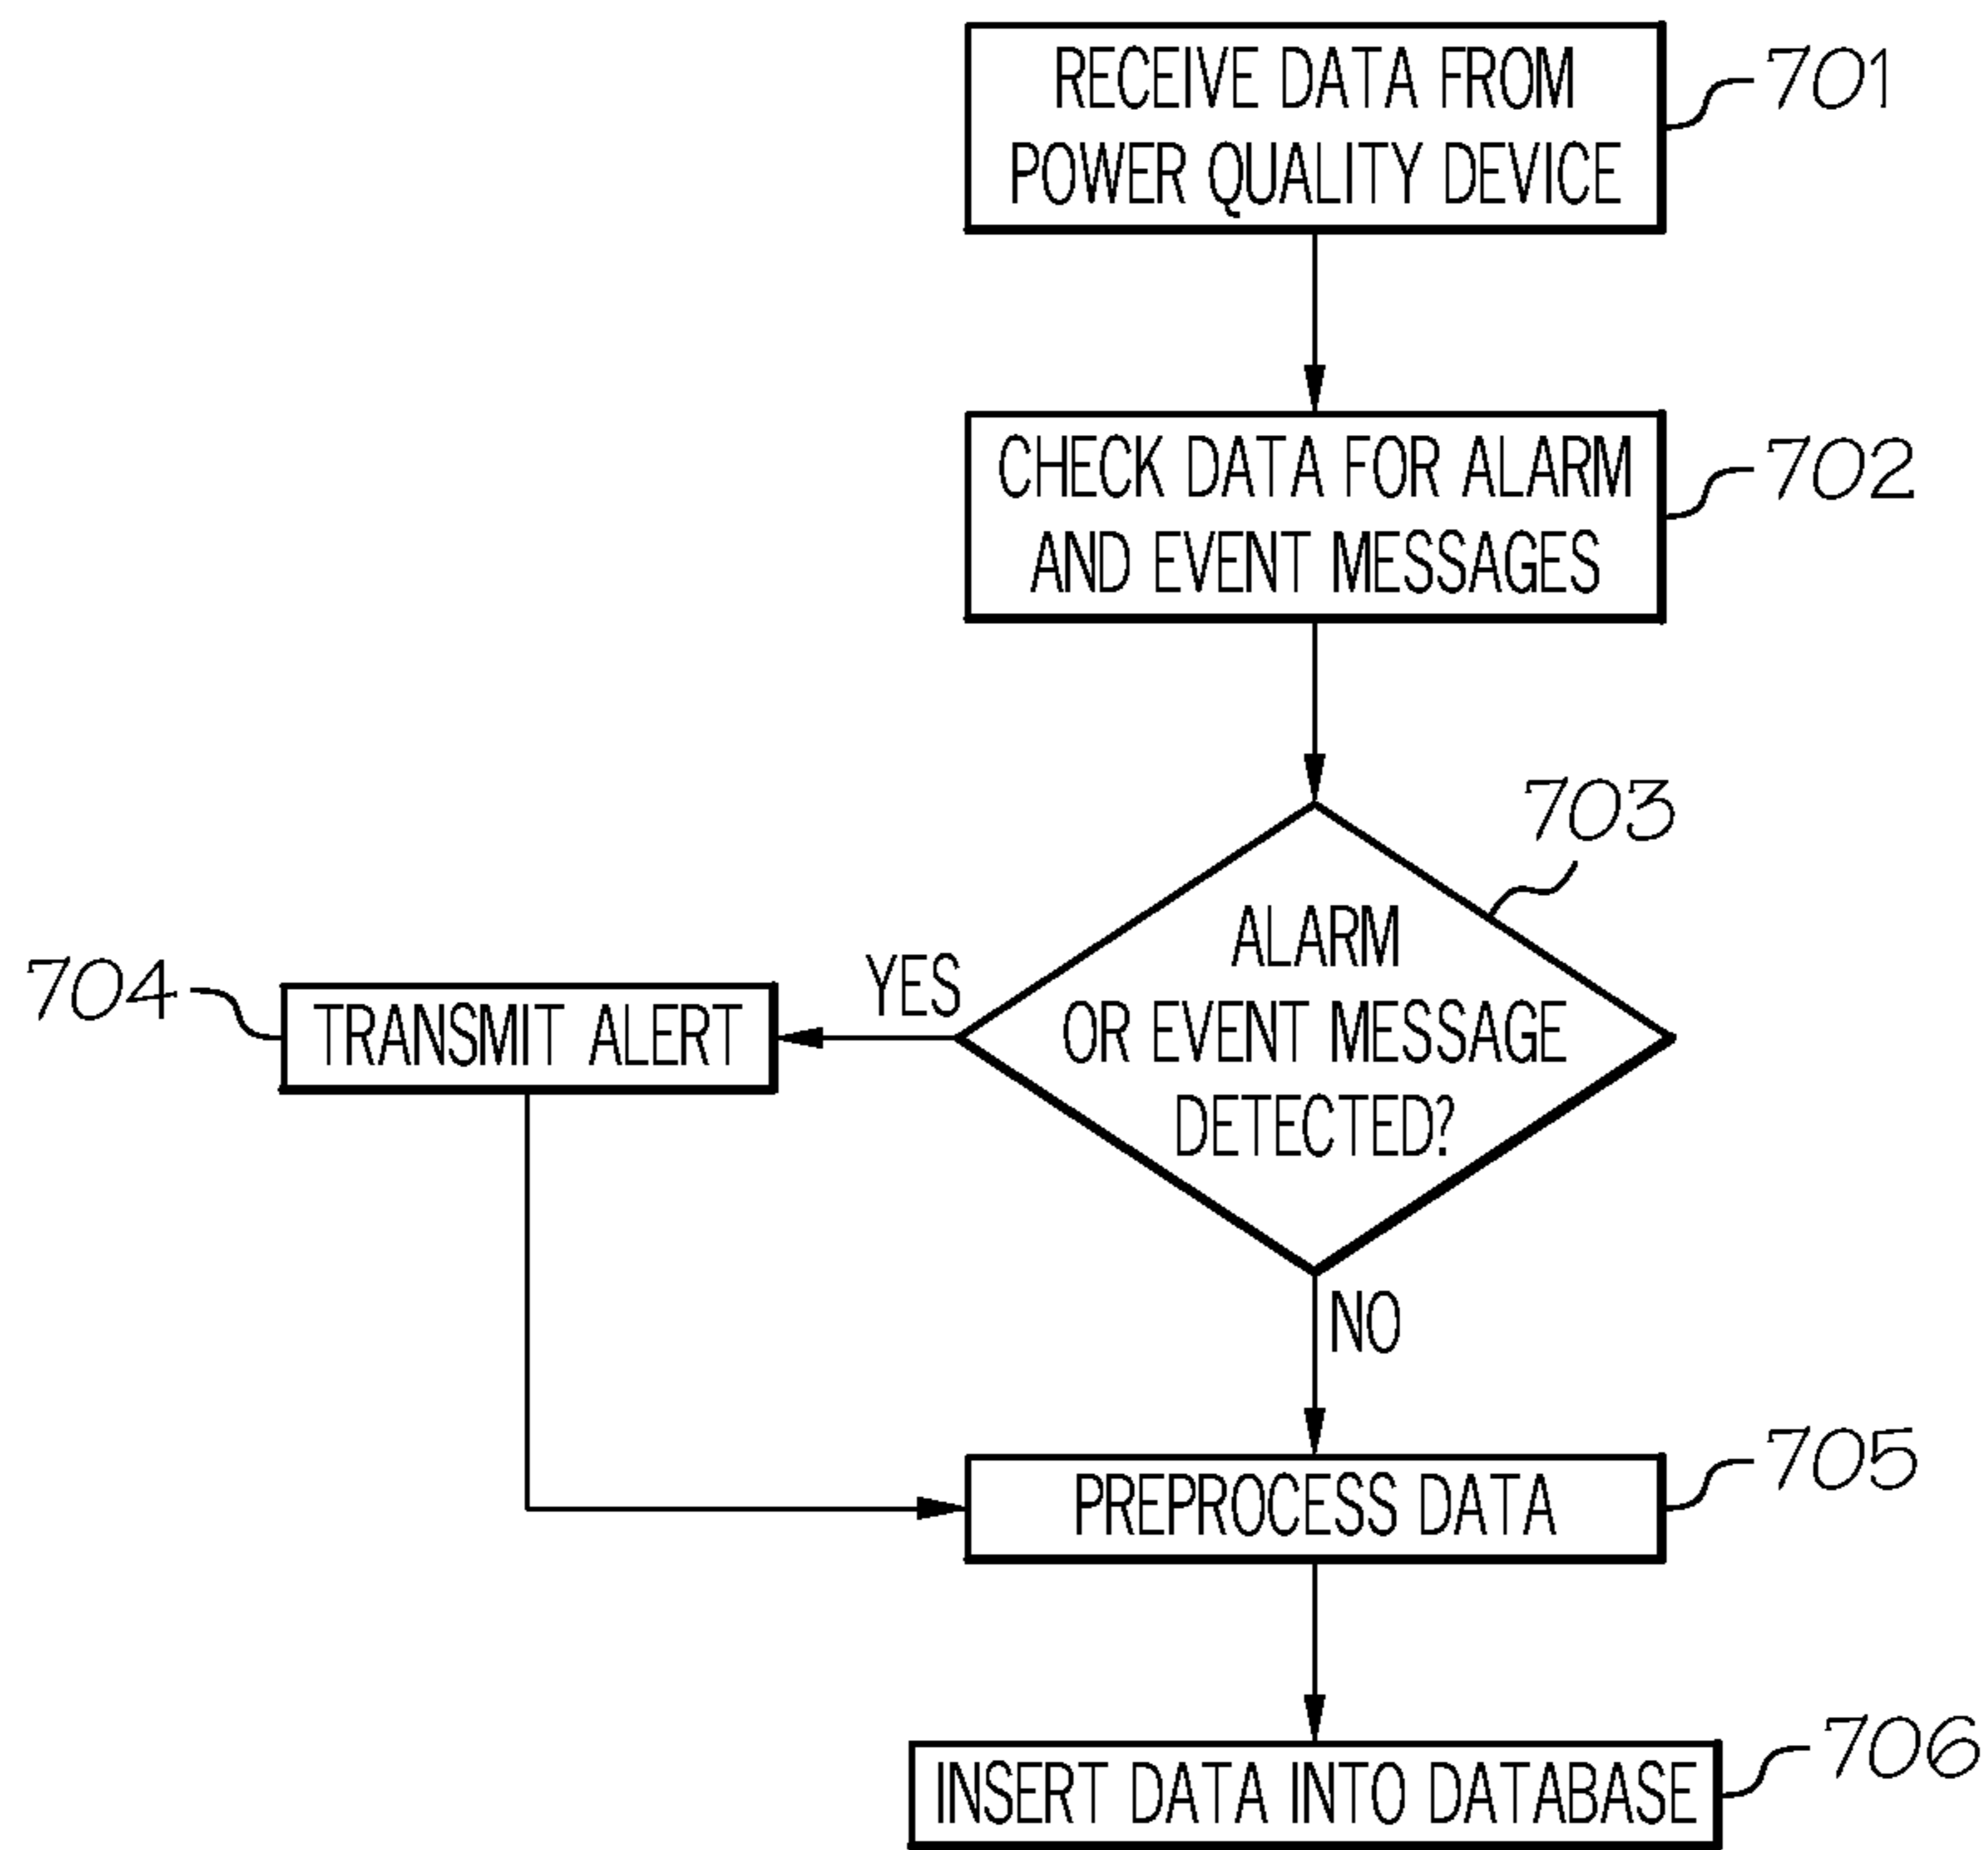 RECEIVE DATA FROM
POWER QUALITY DEVICE
701
CHECK DATA FOR ALARM
AND EVENT MESSAGES
702
703
ALARM
OR EVENT MESSAGE
DETECTED?
YES
704
TRANSMIT ALERT
NO
PREPROCESS DATA
705
INSERT DATA INTO DATABASE
706